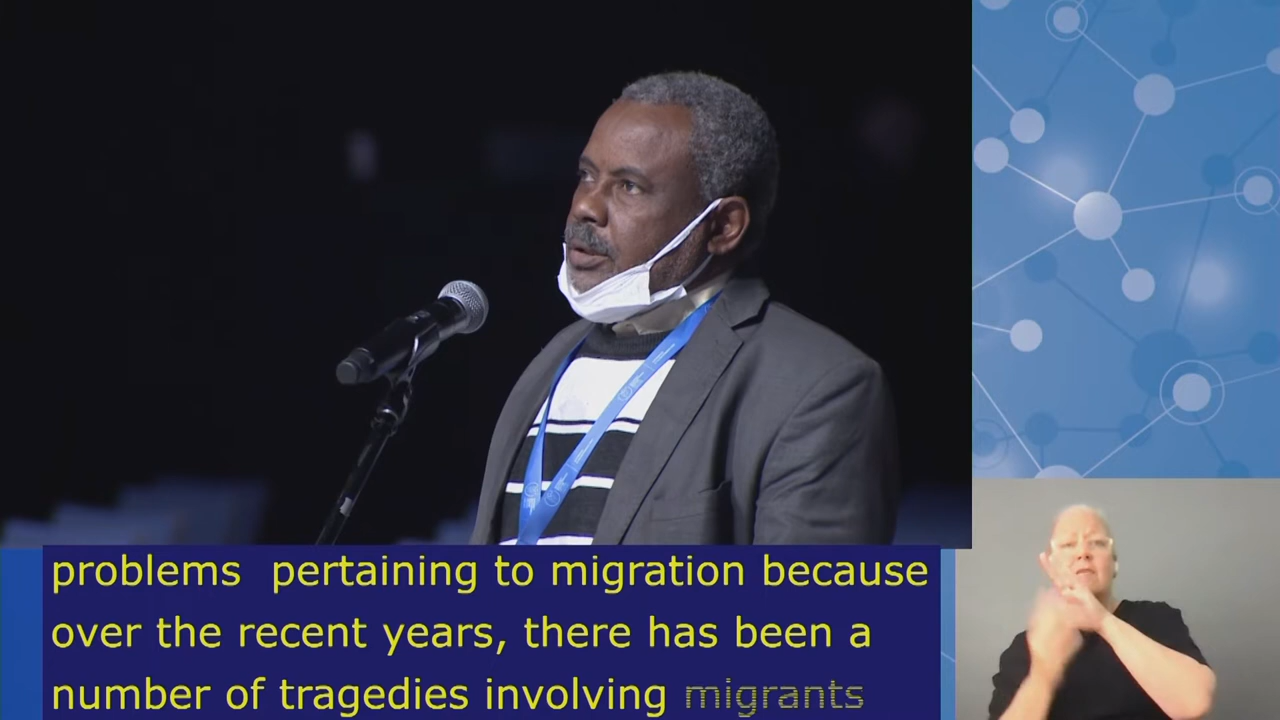 problems  pertaining to migration because
over the recent years, there has been a
number of tragedies involving migrants